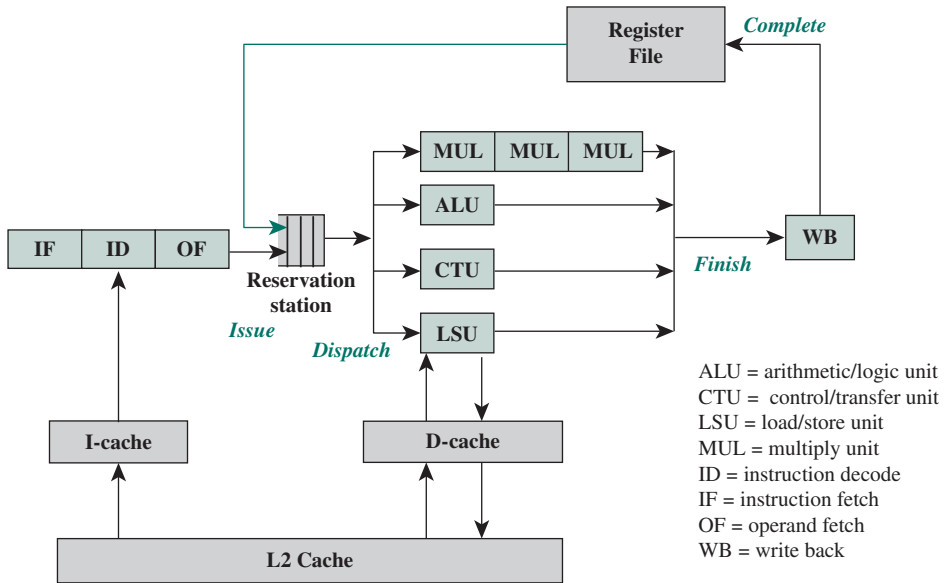 Register
File
Complete
MUL MUL MUL
ALU
IF ID OF
Reservation
station
CTU
WB
Finish
Issue
Dispatch
LSU
I-cache
D-cache
L2 Cache
ALU = arithmetic/logic unit
CTU = control/transfer unit
LSU = load/store unit
MUL = multiply unit
ID = instruction decode
IF = instruction fetch
OF = operand fetch
WB = write back